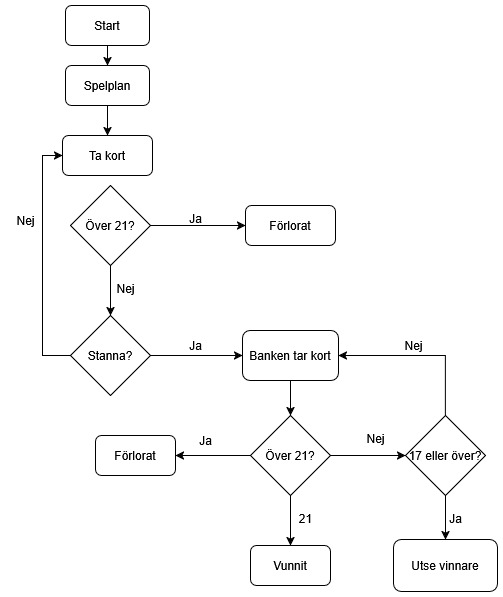 Start
Spelplan
Ta kort
Nej
Över 21?
Ja
Förlorat
Nej
Stanna?
Ja
Banken tar kort
Nej
Förlorat
Ja
Över 21?
Nej
17 eller över?
21
Ja
Vunnit
Utse vinnare